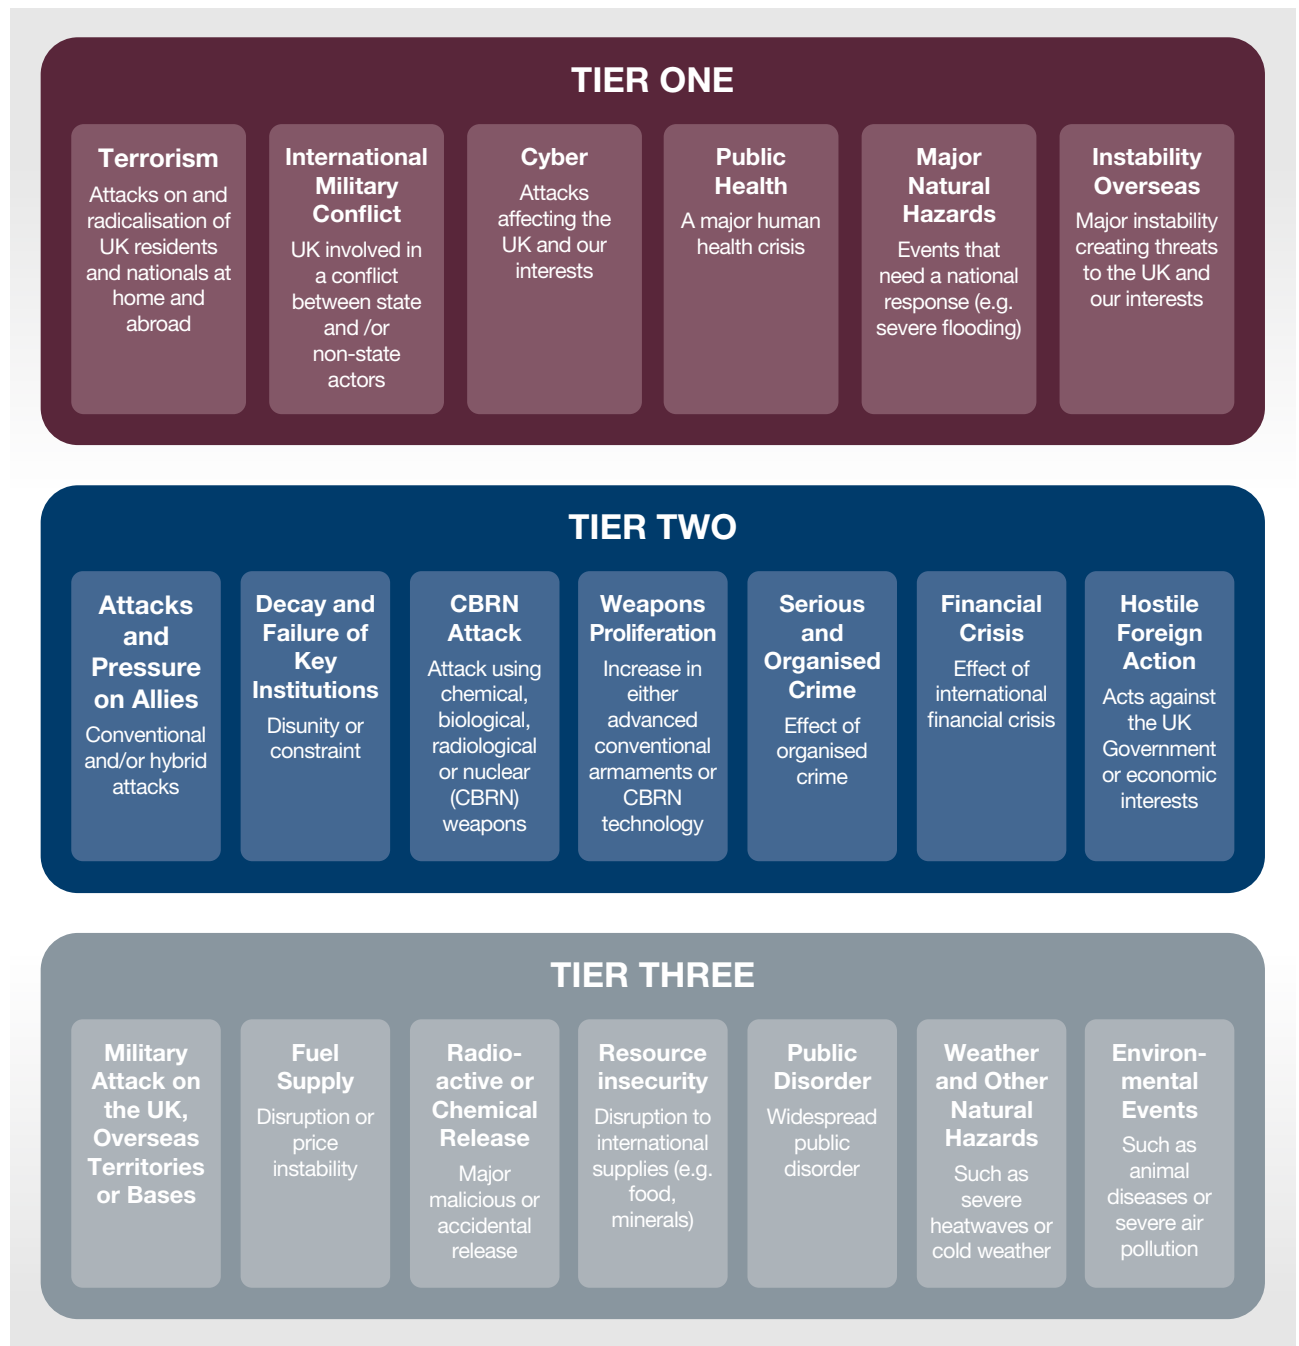 TIER ONE
Terrorism
Attacks on and
radicalisation of
UK residents
and nationals at
home and
abroad
International
Military
Conflict
UK involved in
a conflict
between state
and /or
non-state
actors
Cyber
Attacks
affecting the
UK and our
interests
Public
Health
A major human
health crisis
Major
Natural
Hazards
Events that
need a national
response (e.g.
severe flooding)
Instability
Overseas
Major instability
creating threats
to the UK and
our interests
TIER TWO
Attacks
and
Pressure
on Allies
Conventional
and/or hybrid
attacks
Decay and
Failure of
Key
Institutions
Disunity or
constraint
CBRN
Attack
Attack using
chemical,
biological,
radiological
or nuclear
(CBRN)
weapons
Weapons
Proliferation
Increase in
either
advanced
conventional
armaments or
CBRN
technology
Serious
and
Organised
Crime
Effect of
organised
crime
Financial
Crisis
Effect of
international
financial crisis
Hostile
Foreign
Action
Acts against
the UK
Government
or economic
interests
TIER THREE
Military
Attack on
the UK,
Overseas
Territories
or Bases
Fuel
Supply
Disruption or
price
instability
Radio-
active or
Chemical
Release
Major
malicious or
accidental
release
Resource
insecurity
Disruption to
international
supplies (e.g.
food,
minerals)
Public
Disorder
Widespread
public
disorder
Weather
and Other
Natural
Hazards
Such as
severe
heatwaves or
cold weather
Environ-
mental
Events
Such as
animal
diseases or
severe air
pollution